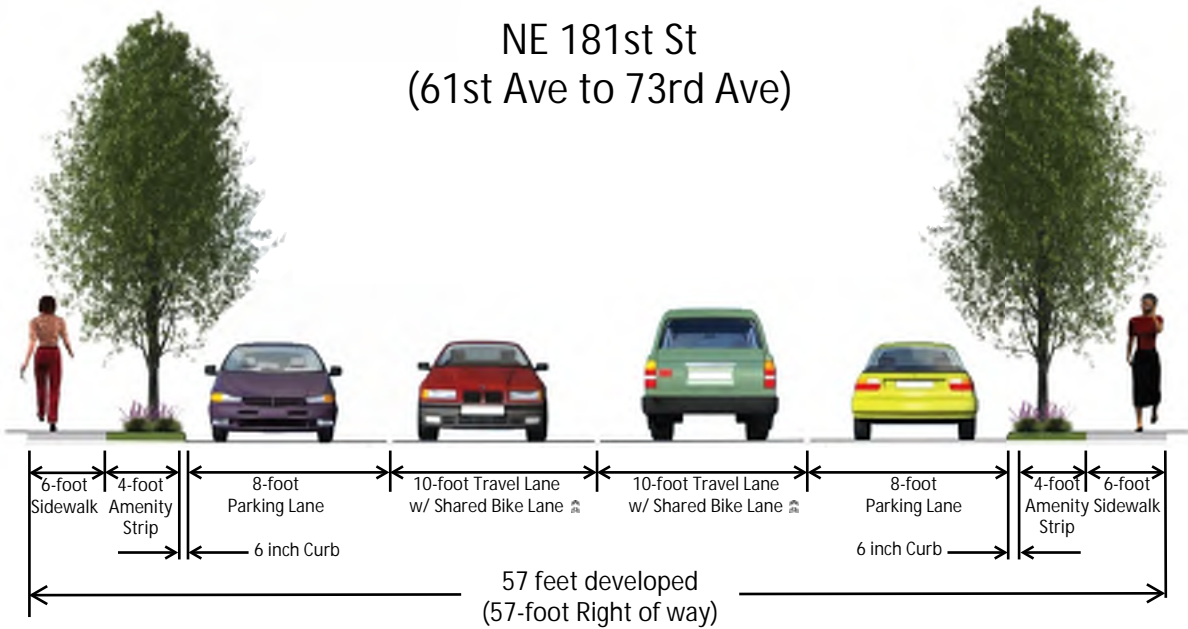 NE 181st St
(61st Ave to 73rd Ave)
6-foot
Sidewalk
4-foot
Amenity
Strip
8-foot
Parking Lane
10-foot Travel Lane
w/ Shared Bike Lane
10-foot Travel Lane
w/ Shared Bike Lane
8-foot
Parking Lane
4-foot
Amenity
Strip
6-foot
Sidewalk
6 inch Curb
6 inch Curb
57 feet developed
(57-foot Right of way)